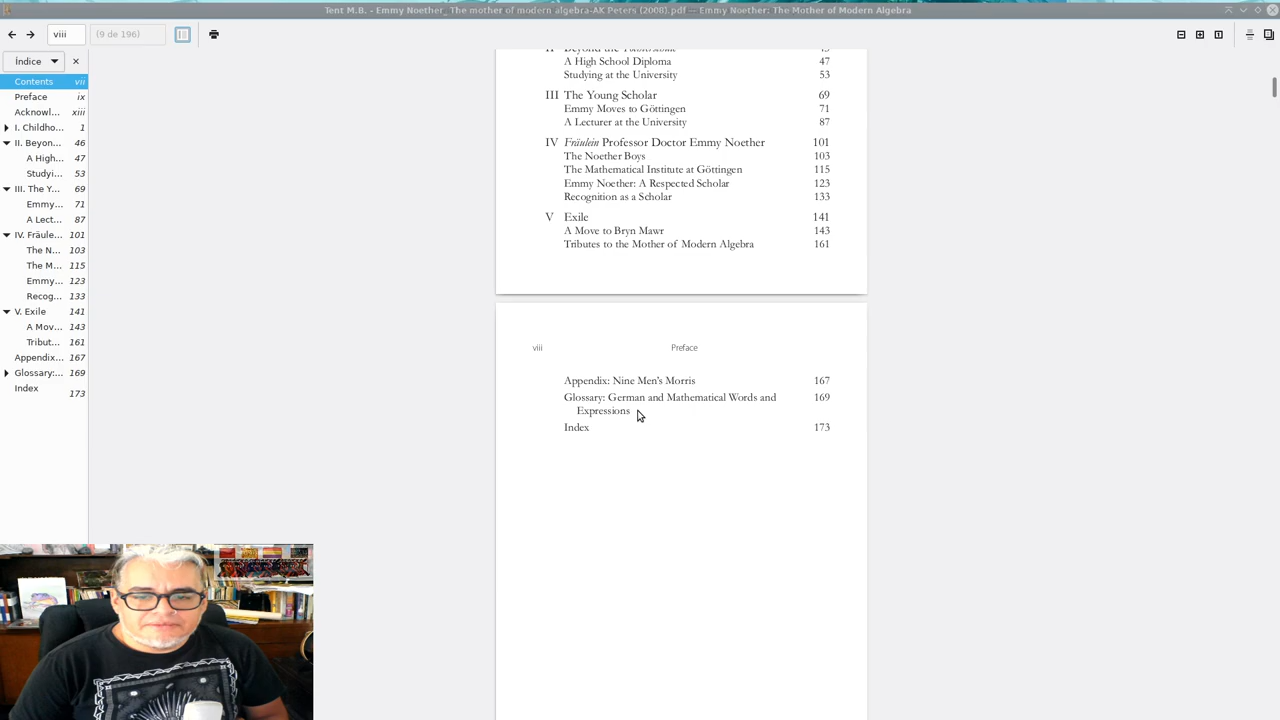 Tent M.B. - Emmy Noether_ The mother of modern algebra-AK Peters (2008).pdf — Emmy Noether: The Mother of Modern Algebra
viii
(9 de 196)
Índice
Contents vii
Preface ix
Acknowl... xiii
I. Childho... 1
II. Beyon... 46
A High... 47
Studyi... 53
III. The Y... 69
Emmy... 71
A Lect... 87
IV. Fräule... 101
The N... 103
The M... 115
Emmy... 123
Recog... 133
V. Exile 141
A Mov... 143
Tribut... 161
Appendix... 167
Glossary:... 169
Index 173
II Beyond the
A High School Diploma 47
Studying at the University 53
III The Young Scholar 69
Emmy Moves to Göttingen 71
A Lecturer at the University 87
IV Fräulein Professor Doctor Emmy Noether 101
The Noether Boys 103
The Mathematical Institute at Göttingen 115
Emmy Noether: A Respected Scholar 123
Recognition as a Scholar 133
V Exile 141
A Move to Bryn Mawr 143
Tributes to the Mother of Modern Algebra 161
viii Preface
Appendix: Nine Men's Morris 167
Glossary: German and Mathematical Words and 169
Expressions
Index 173